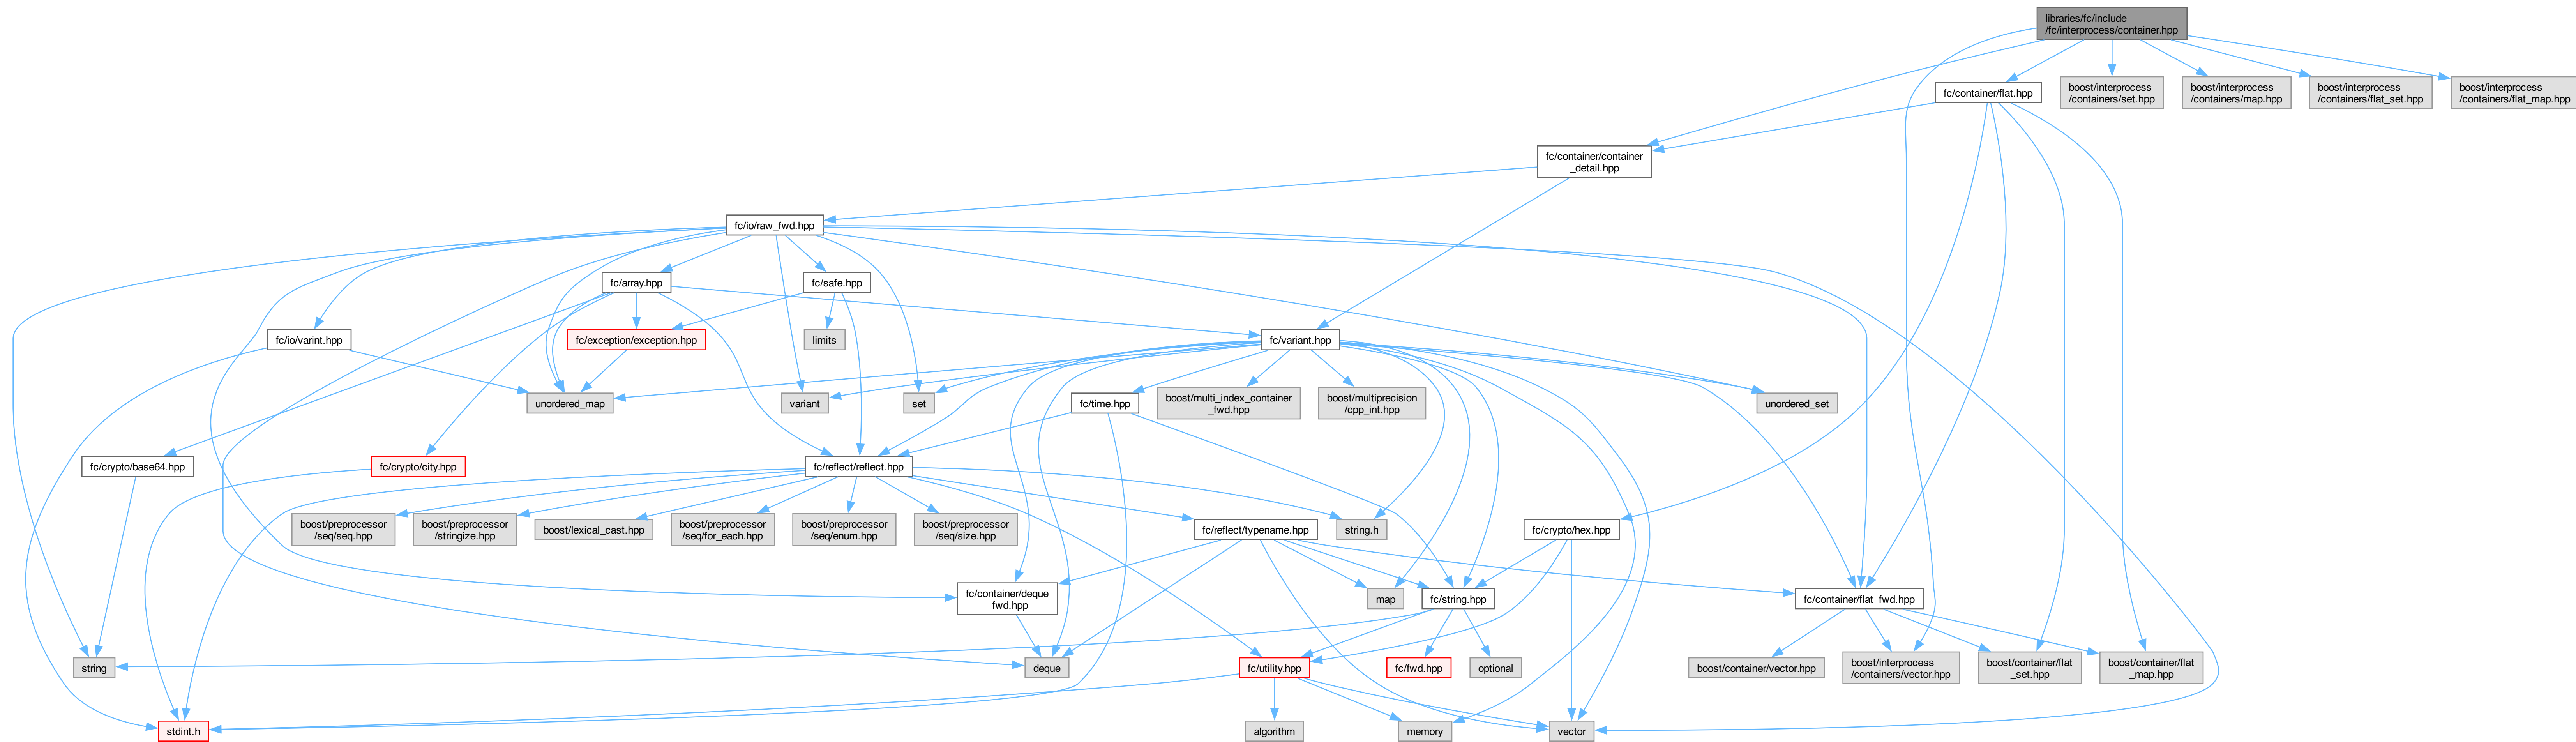 libraries/fc/include
/fc/interprocess/container.hpp
fc/container/flat.hpp
boost/interprocess
/containers/set.hpp
boost/interprocess
/containers/map.hpp
boost/interprocess
/containers/flat_set.hpp
boost/interprocess
/containers/flat_map.hpp
fc/container/container
_detail.hpp
fc/io/raw_fwd.hpp
fc/array.hpp
fc/safe.hpp
fc/io/varint.hpp
fc/exception/exception.hpp
limits
fc/variant.hpp
unordered_map
variant
set
fc/time.hpp
boost/multi_index_container
_fwd.hpp
boost/multiprecision
/cpp_int.hpp
unordered_set
fc/crypto/base64.hpp
fc/crypto/city.hpp
fc/reflect/reflect.hpp
boost/preprocessor
/seq/seq.hpp
boost/preprocessor
/stringize.hpp
boost/lexical_cast.hpp
boost/preprocessor
/seq/for_each.hpp
boost/preprocessor
/seq/enum.hpp
boost/preprocessor
/seq/size.hpp
fc/reflect/typename.hpp
string.h
fc/crypto/hex.hpp
fc/container/deque
_fwd.hpp
map
fc/string.hpp
fc/container/flat_fwd.hpp
string
deque
fc/utility.hpp
fc/fwd.hpp
optional
boost/container/vector.hpp
boost/interprocess
/containers/vector.hpp
boost/container/flat
_set.hpp
boost/container/flat
_map.hpp
stdint.h
algorithm
memory
vector